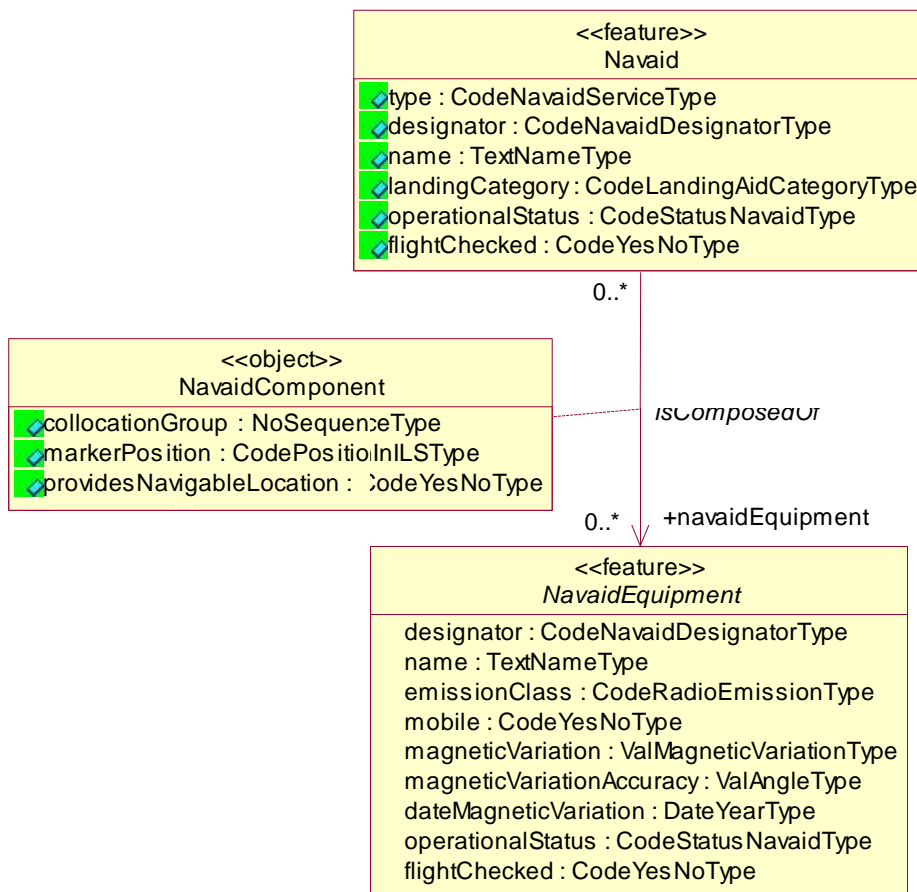 <<feature>>
Navaid
type : CodeNavaidServiceType
designator : CodeNavaidDesignatorType
name : TextNameType
landingCategory : CodeLandingAidCategoryType
operationalStatus : CodeStatusNavaidType
flightChecked : CodeYesNoType
0..*
<<object>>
NavaidComponent
collocationGroup : NoSequenceType
markerPosition : CodePositionInILSType
providesNavigableLocation : CodeYesNoType
isComposedOf
0..*
+navaidEquipment
<<feature>>
NavaidEquipment
designator : CodeNavaidDesignatorType
name : TextNameType
emissionClass : CodeRadioEmissionType
mobile : CodeYesNoType
magneticVariation : ValMagneticVariationType
magneticVariationAccuracy : ValAngleType
dateMagneticVariation : DateYearType
operationalStatus : CodeStatusNavaidType
flightChecked : CodeYesNoType